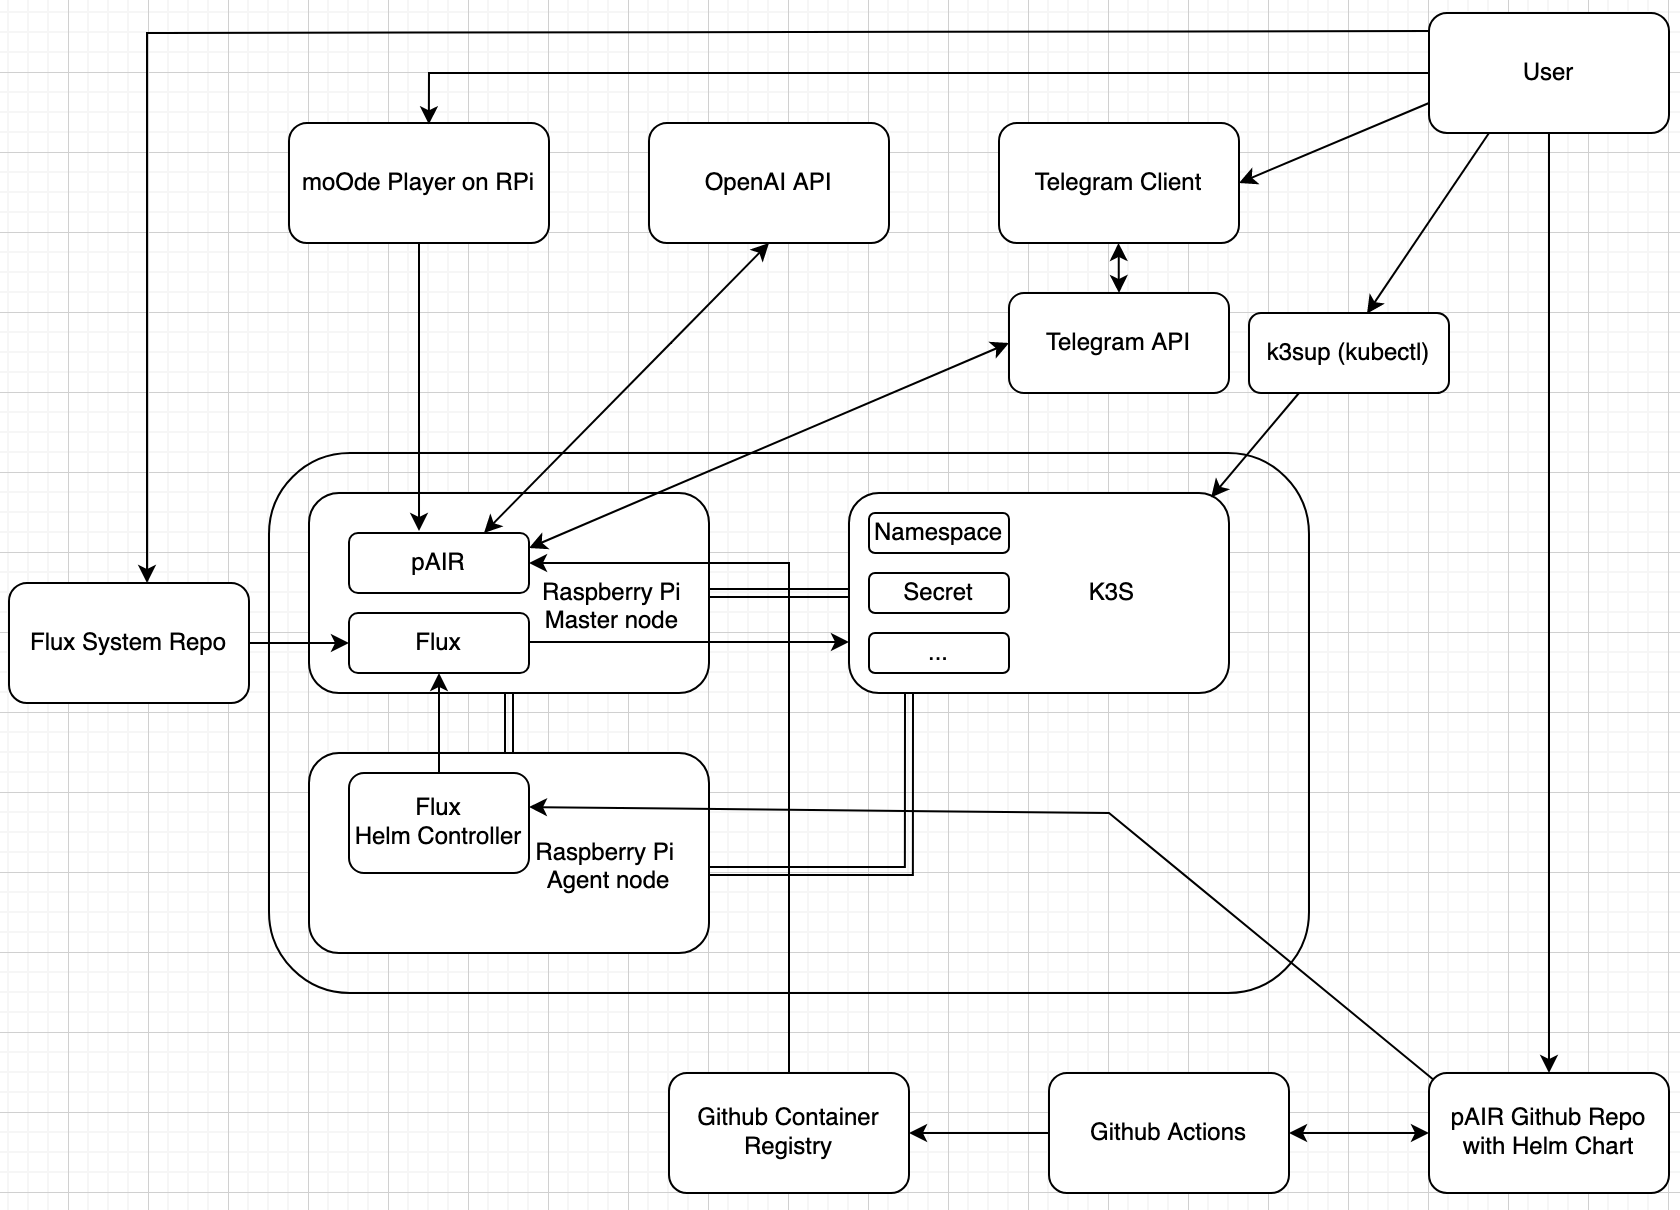 User
moOde Player on RPi
OpenAI API
Telegram Client
Telegram API
k3sup (kubectl)
pAIR
Raspberry Pi
Master node
Flux
Namespace
Secret
...
K3S
Flux System Repo
Flux
Helm Controller
Raspberry Pi
Agent node
Github Container
Registry
Github Actions
pAIR Github Repo
with Helm Chart